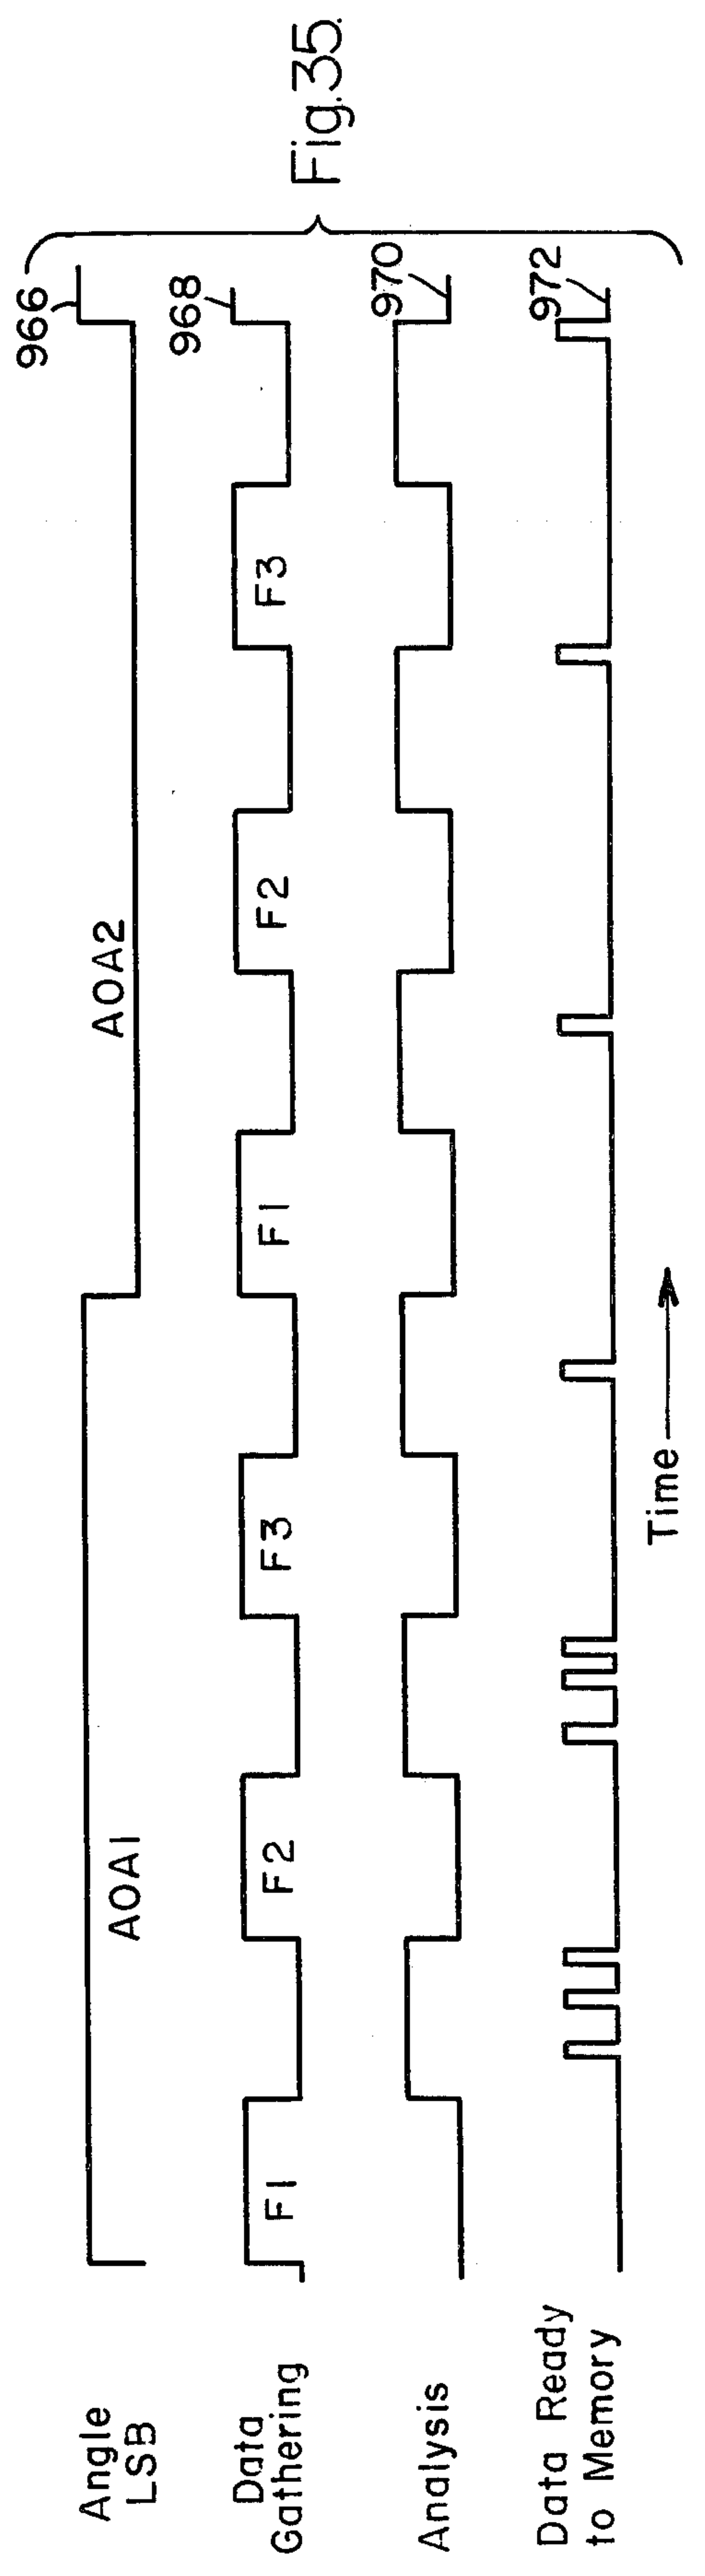 Angle
LSB
AOA1
AOA2
966
Data
Gathering
F1
F2
F3
F1
F2
F3
968
Analysis
970
Data Ready
to Memory
972
Time
Fig.35.